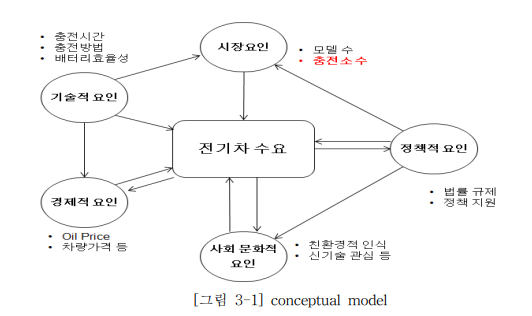 • 충전시간
• 충전방법
• 배터리효율성
시장요인
• 모델 수
• 충전소 수
기술적 요인
전기차 수요
정책적 요인
• 법률 규제
• 정책 지원
경제적 요인
• Oil Price
• 차량가격 등
사회 문화적
요인
• 친환경적 인식
• 신기술 관심 등
[그림 3-1] conceptual model